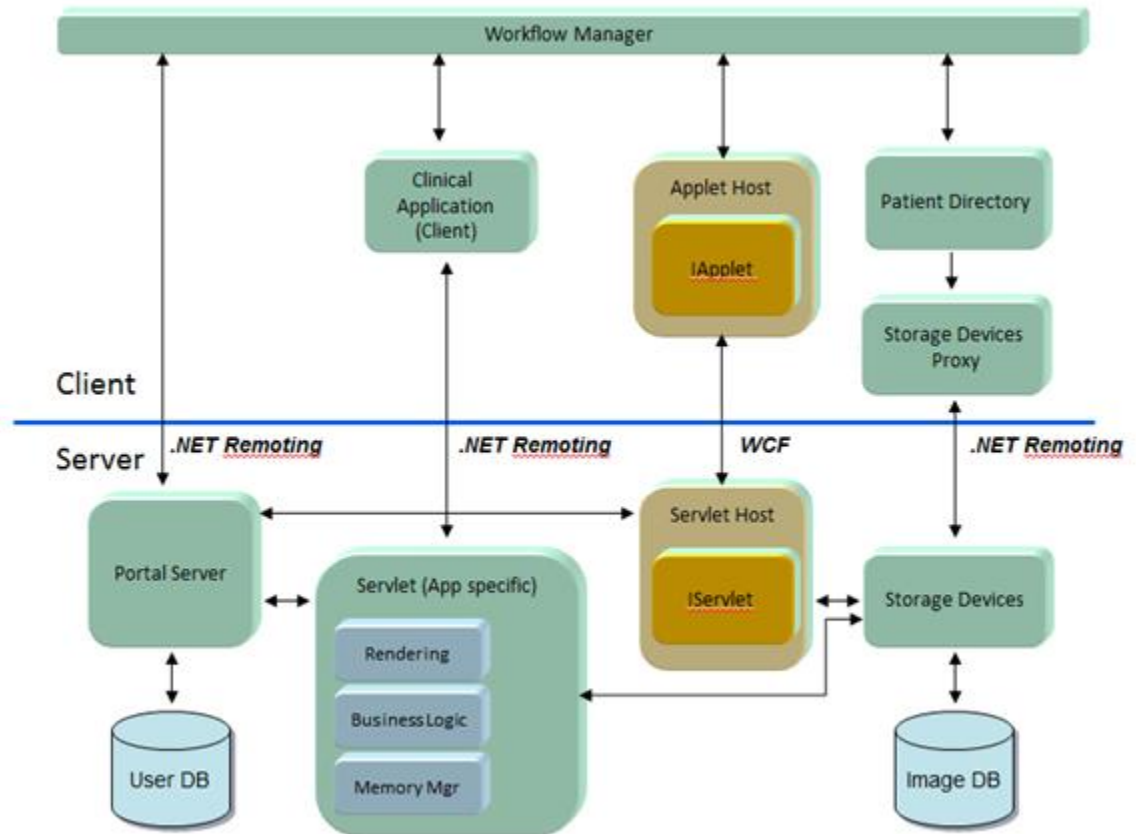 Workflow Manager
Clinical
Application
(Client)
Applet Host
IApplet
Patient Directory
Storage Devices
Proxy
Client
Server
.NET Remoting
.NET Remoting
WCF
.NET Remoting
Portal Server
Servlet (App specific)
Rendering
BusinessLogic
Memory Mgr
Servlet Host
IServlet
Storage Devices
User DB
Image DB